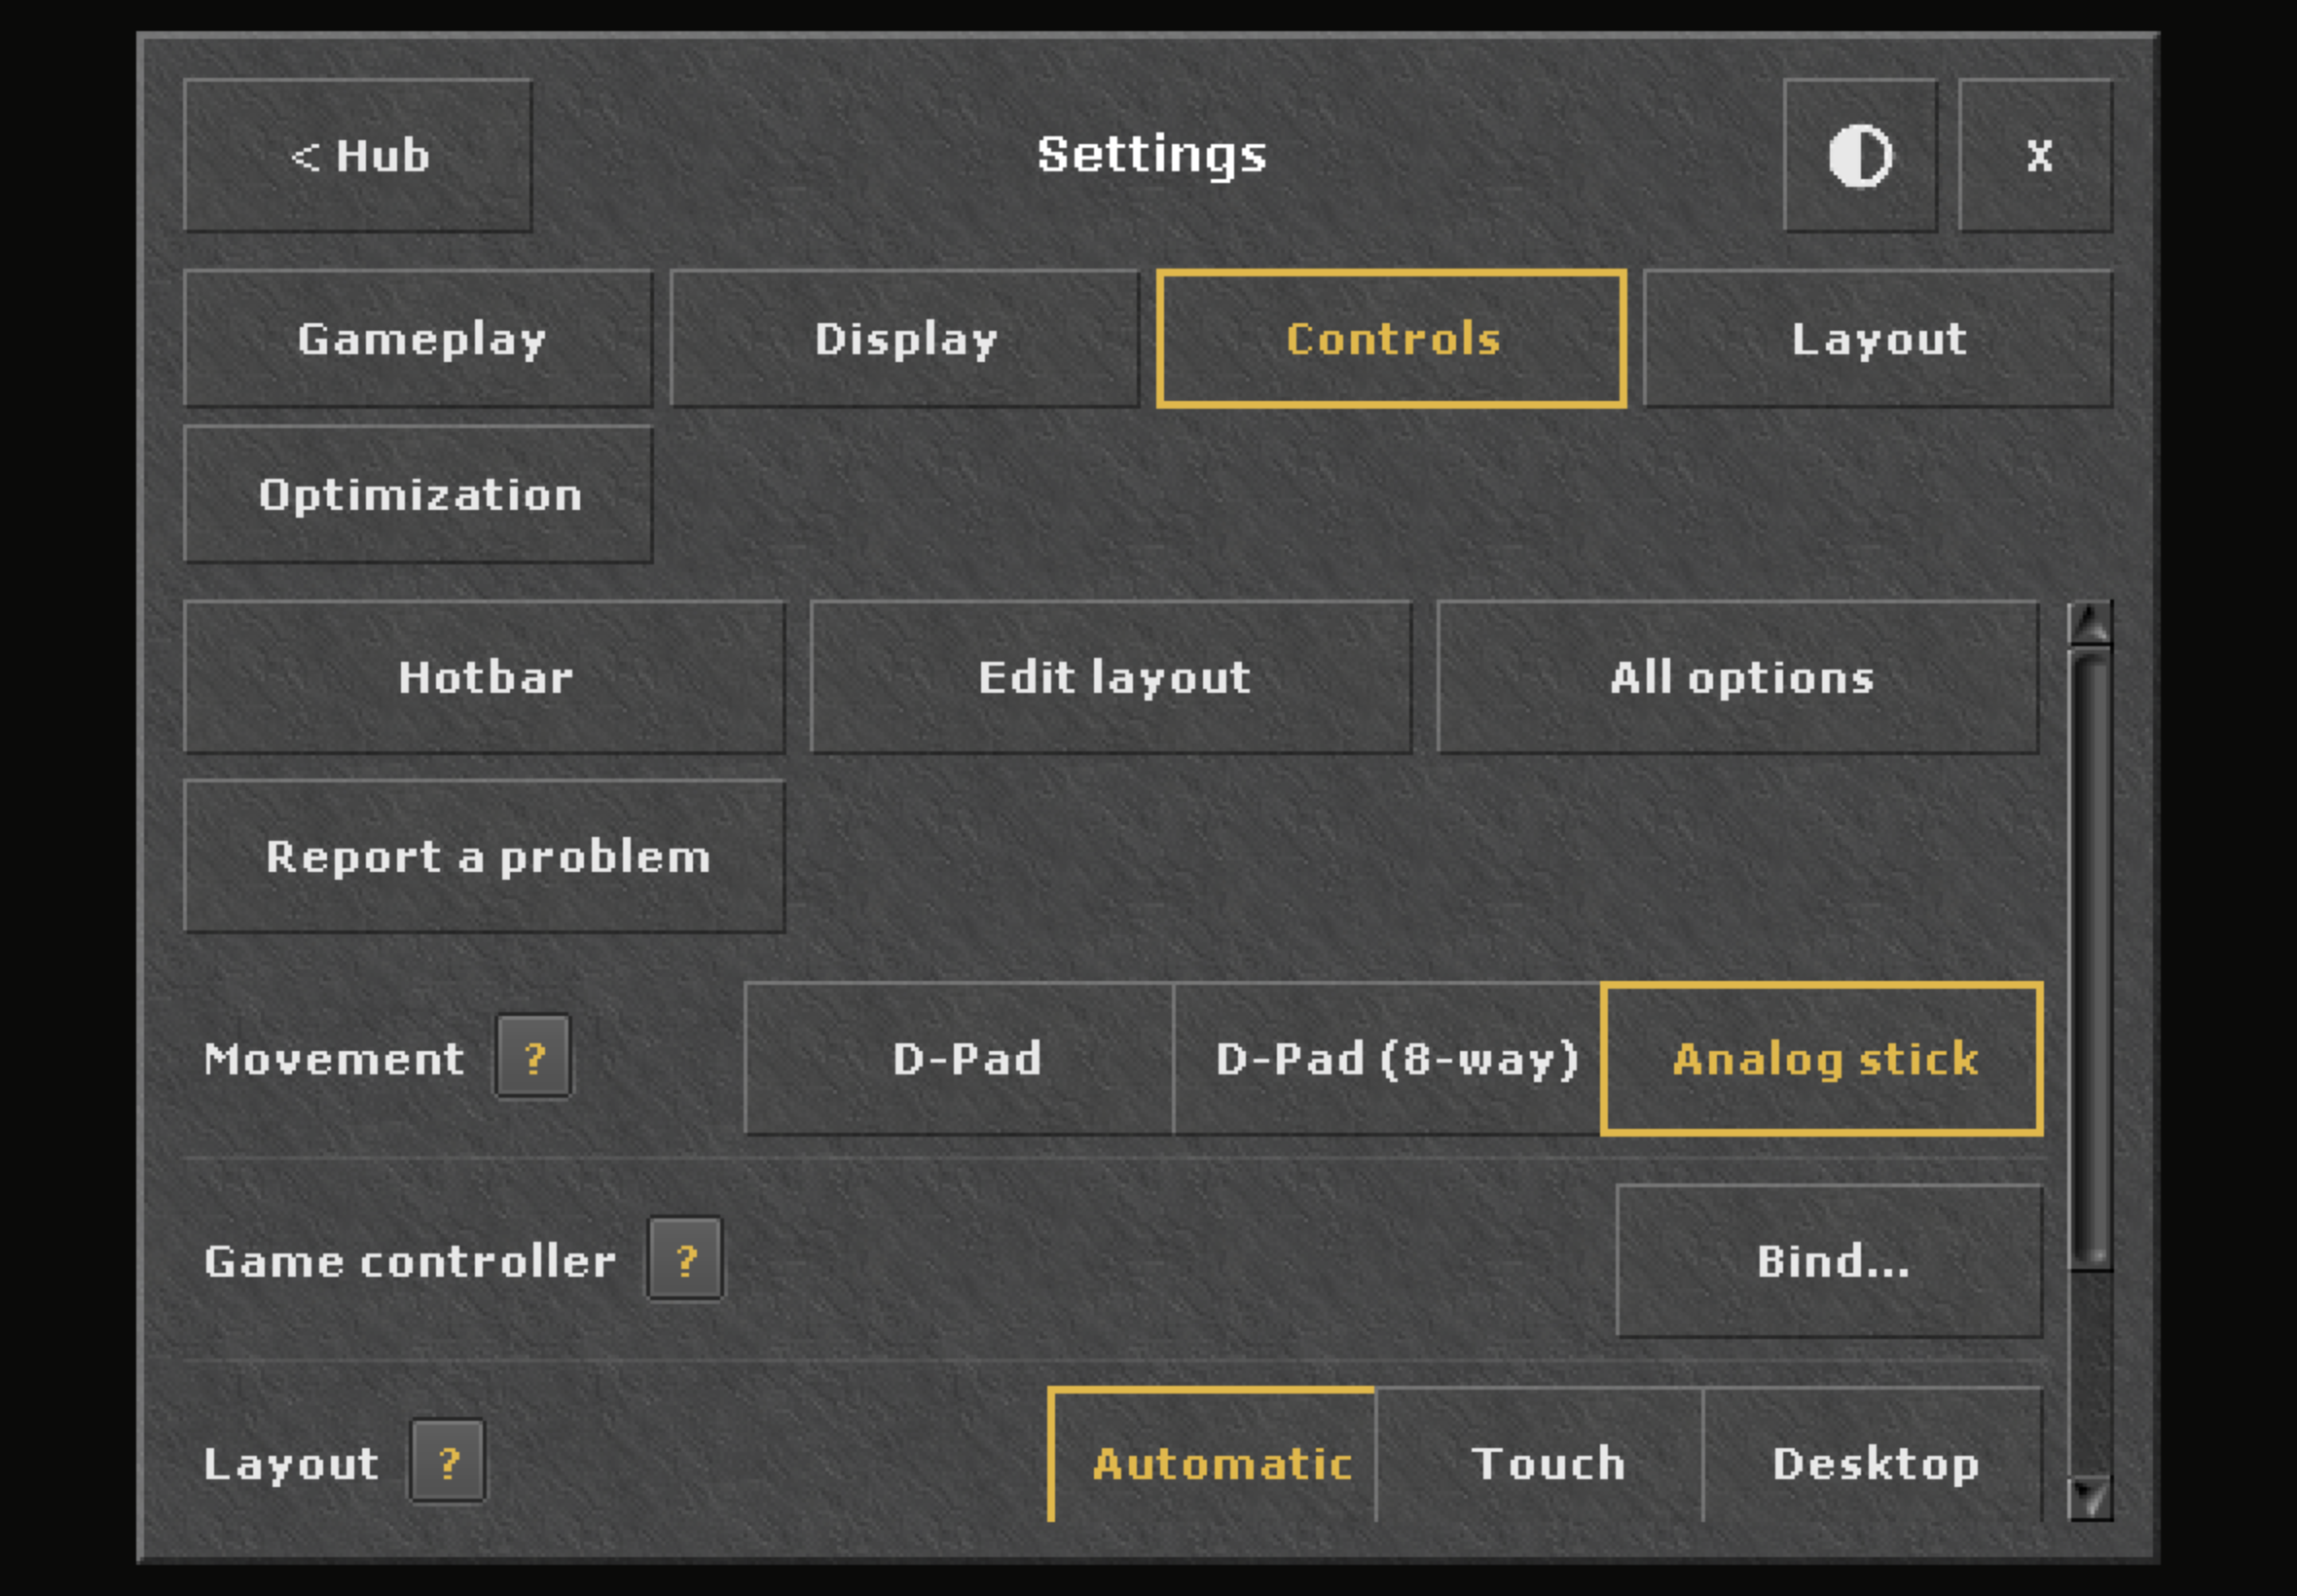 < Hub
Settings
X
Gameplay
Display
Controls
Layout
Optimization
Hotbar
Edit layout
All options
Report a problem
Movement ?
D-Pad
D-Pad (8-way)
Analog stick
Game controller ?
Bind...
Layout ?
Automatic
Touch
Desktop